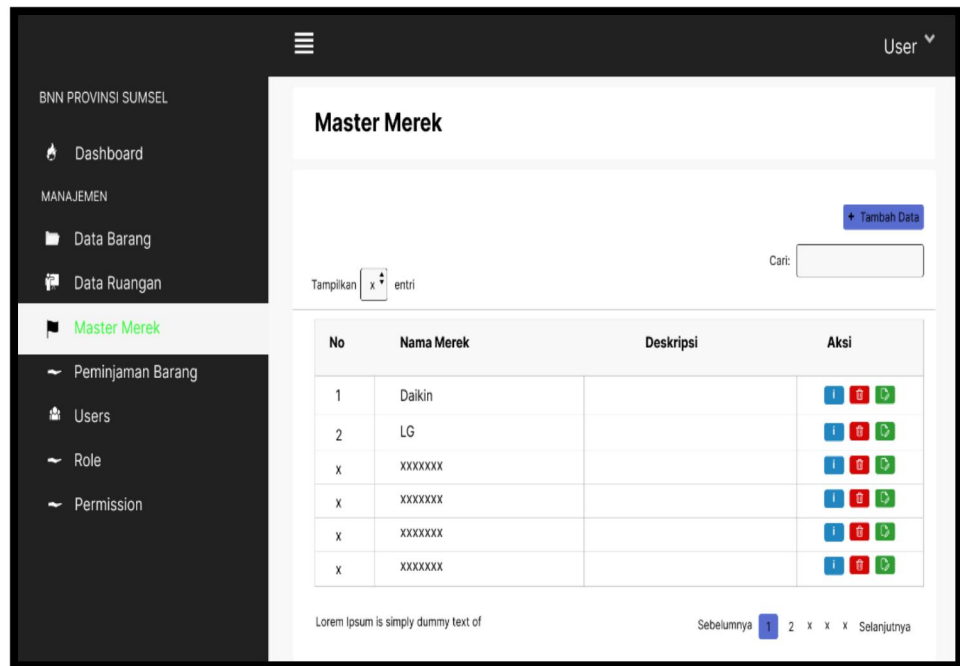 User
BNN PROVINSI SUMSEL
Dashboard
MANAJEMEN
Data Barang
Data Ruangan
Master Merek
Peminjaman Barang
Users
Role
Permission
Master Merek
+ Tambah Data
Cari:
Tampilkan x entri
No Nama Merek Deskripsi Aksi
1 Daikin i
2 LG i
x xxxxxxx i
x xxxxxxx i
x xxxxxxx i
x xxxxxxx i
Lorem Ipsum is simply dummy text of
Sebelumnya 1 2 x x x Selanjutnya